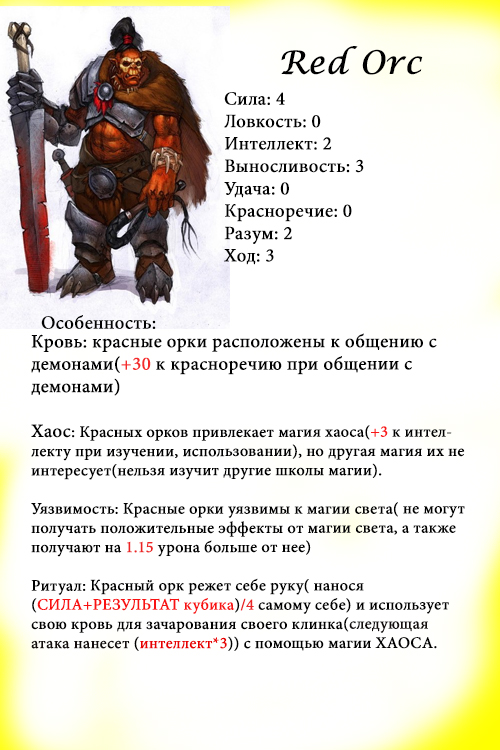 Red Orc
Сила: 4
Ловкость: 0
Интеллект: 2
Выносливость: 3
Удача: 0
Красноречие: 0
Разум: 2
Ход: 3
Особенность:
Кровь: красные орки расположены к общению с
демонами(+30 к красноречию при общении с
демонами)
Хаос: Красных орков привлекает магия хаоса(+3 к интел-
лекту при изучении, использовании), но другая магия их не
интересует(нельзя изучит другие школы магии).
Уязвимость: Красные орки уязвимы к магии света( не могут
получать положительные эффекты от магии света, а также
получают на 1.15 урона больше от нее)
Ритуал: Красный орк режет себе руку( нанося
(СИЛА+РЕЗУЛЬТАТ кубика)/4 самому себе) и использует
свою кровь для зачарования своего клинка(следующая
атака нанесет (интеллект*3)) с помощью магии ХАОСА.